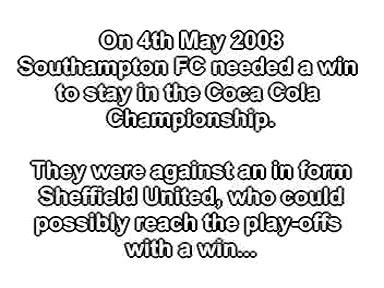 On 4th May 2008
Southampton FC needed a win
to stay in the Coca Cola
Championship.
They were against an in form
Sheffield United, who could
possibly reach the play-offs
with a win...